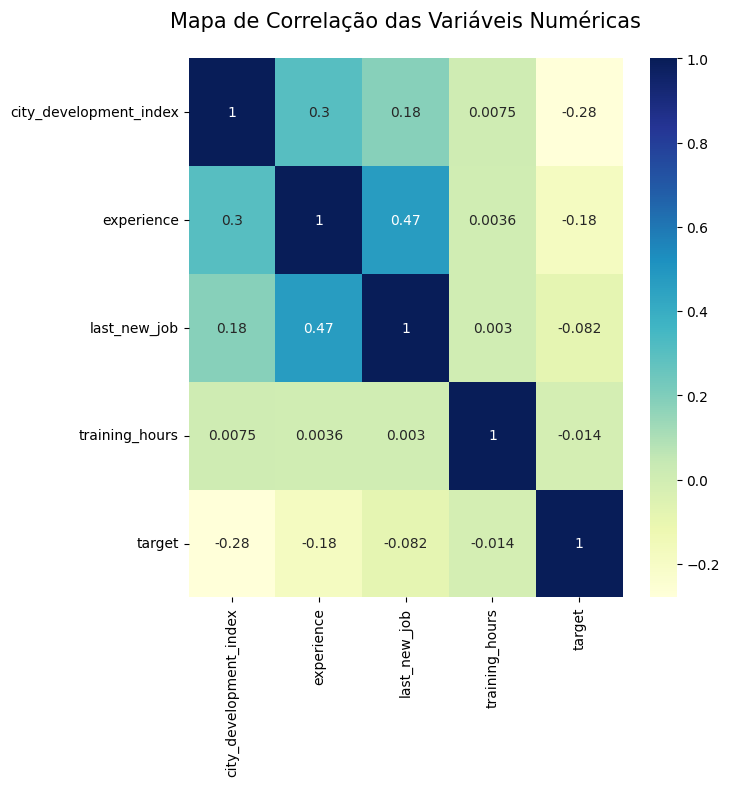 Mapa de Correlação das Variáveis Numéricas
city_development_index 1 0.3 0.18 0.0075 -0.28
experience 0.3 1 0.47 0.0036 -0.18
last_new_job 0.18 0.47 1 0.003 -0.082
training_hours 0.0075 0.0036 0.003 1 -0.014
target -0.28 -0.18 -0.082 -0.014 1
city_development_index
experience
last_new_job
training_hours
target
1.0
0.8
0.6
0.4
0.2
0.0
−0.2